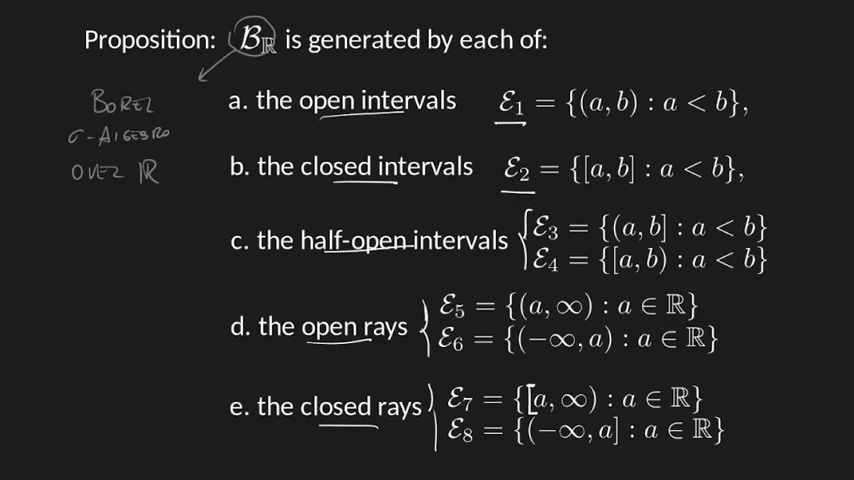 Proposition: 𝓑_ℝ is generated by each of:
BOREL
σ-ALGEBRA
OVER ℝ
a. the open intervals ℰ₁ = {(a, b) : a < b},
b. the closed intervals ℰ₂ = {[a, b] : a < b},
c. the half-open intervals ℰ₃ = {(a, b] : a < b}
ℰ₄ = {[a, b) : a < b}
d. the open rays ℰ₅ = {(a, ∞) : a ∈ ℝ}
ℰ₆ = {(−∞, a) : a ∈ ℝ}
e. the closed rays ℰ₇ = {[a, ∞) : a ∈ ℝ}
ℰ₈ = {(−∞, a] : a ∈ ℝ}